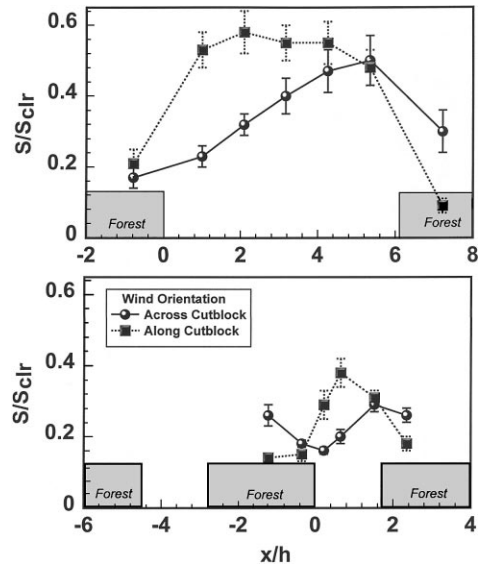 0.6
0.4
S/Sclr
0.2
0
Forest
Forest
-2 0 2 4 6 8
0.6
Wind Orientation
Across Cutblock
Along Cutblock
0.4
S/Sclr
0.2
0
Forest
Forest
Forest
-6 -4 -2 0 2 4
x/h